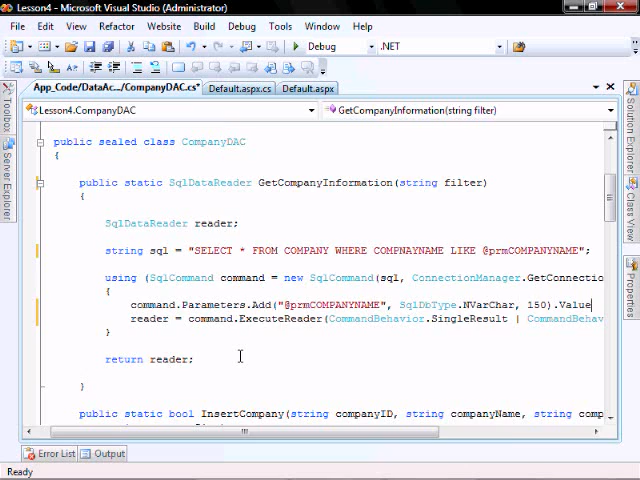 Lesson4 - Microsoft Visual Studio (Administrator)
File Edit View Refactor Build Debug Data Tools Window Help
Debug .NET
App_Code/DataAc.../CompanyDAC.cs* Default.aspx.cs Default.aspx
Lesson4.CompanyDAC GetCompanyInformation(string filter)
public sealed class CompanyDAC
{
public static SqlDataReader GetCompanyInformation(string filter)
{
SqlDataReader reader;
string sql = "SELECT * FROM COMPANY WHERE COMPNAYNAME LIKE @prmCOMPANYNAME";
using (SqlCommand command = new SqlCommand(sql, ConnectionManager.GetConnectio
{
command.Parameters.Add("@prmCOMPANYNAME", SqlDbType.NVarChar, 150).Value
reader = command.ExecuteReader(CommandBehavior.SingleResult | CommandBehav
}
return reader;
}
public static bool InsertCompany(string companyID, string companyName, string comp
Toolbox
Server Explorer
Solution Explorer
Class View
Properties
Error List Output
Ready